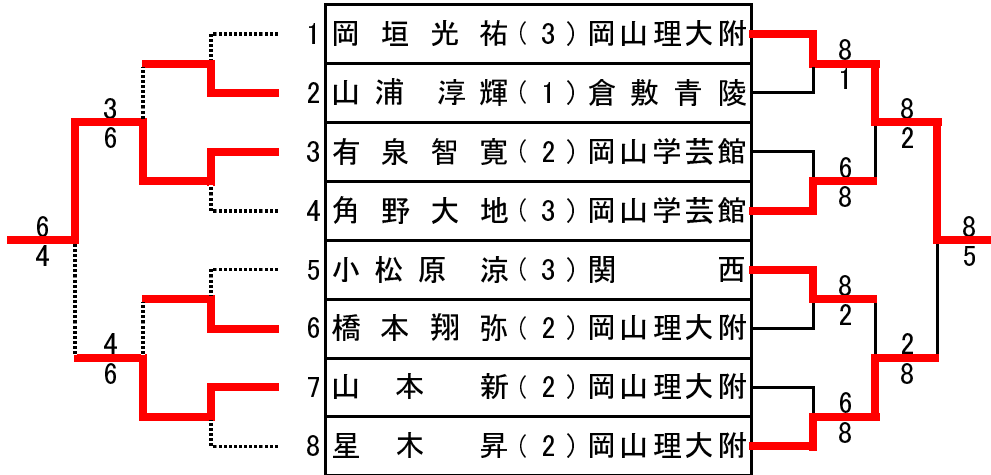 1 岡垣光祐(3)岡山理大附
2 山浦淳輝(1)倉敷青陵
3 有泉智寛(2)岡山学芸館
4 角野大地(3)岡山学芸館
5 小松原涼(3)関西
6 橋本翔弥(2)岡山理大附
7 山本新(2)岡山理大附
8 星木昇(2)岡山理大附
3
6
6
4
4
6
8
1
6
8
8
2
8
5
8
2
6
8
2
8